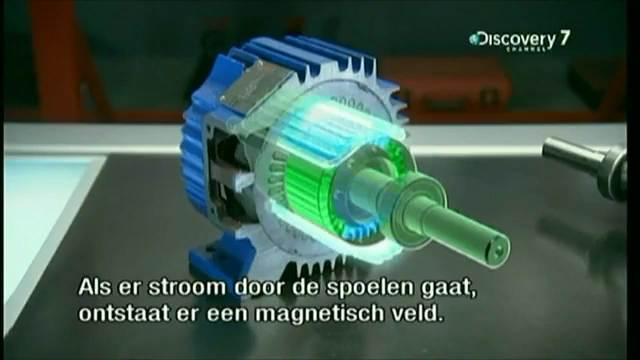 Discovery 7
CHANNEL
Als er stroom door de spoelen gaat,
ontstaat er een magnetisch veld.